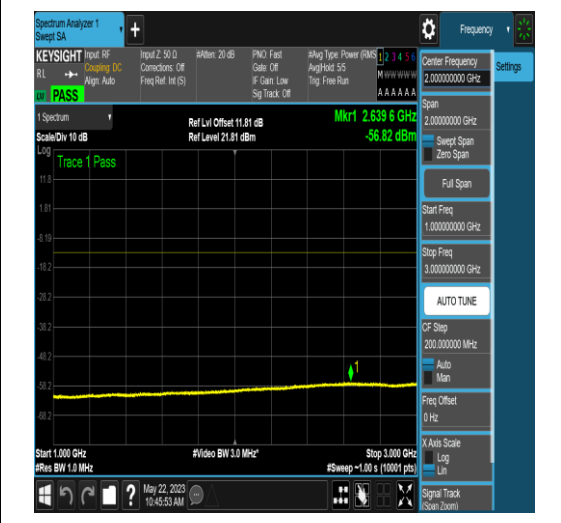 Spectrum Analyzer 1
Swept SA
Frequency
KEYSIGHT
RL
PASS
Input: RF
Coupling: DC
Align: Auto
Input Z: 50 Ω
Corrections: Off
Freq Ref: Int (S)
#Atten: 20 dB
PNO: Fast
Gate: Off
IF Gain: Low
Sig Track: Off
#Avg Type: Power (RMS
Avg|Hold: 5/5
Trig: Free Run
1 2 3 4 5 6
M W W W W W
A A A A A A
1 Spectrum
Scale/Div 10 dB
Ref Lvl Offset 11.81 dB
Ref Level 21.81 dBm
Mkr1 2.639 6 GHz
-56.82 dBm
Log
Trace 1 Pass
11.8
1.81
-8.19
-18.2
-28.2
-38.2
-48.2
-58.2
-68.2
1
Start 1.000 GHz
#Res BW 1.0 MHz
#Video BW 3.0 MHz*
Stop 3.000 GHz
#Sweep ~1.00 s (10001 pts)
?
May 22, 2023
10:45:53 AM
Center Frequency
2.000000000 GHz
Settings
Span
2.00000000 GHz
Swept Span
Zero Span
Full Span
Start Freq
1.000000000 GHz
Stop Freq
3.000000000 GHz
AUTO TUNE
CF Step
200.000000 MHz
Auto
Man
Freq Offset
0 Hz
X Axis Scale
Log
Lin
Signal Track
(Span Zoom)